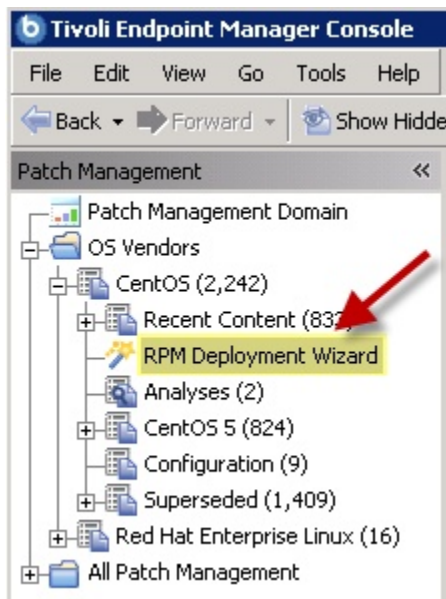 Tivoli Endpoint Manager Console
File Edit View Go Tools Help
Back Forward Show Hidde
Patch Management
Patch Management Domain
OS Vendors
CentOS (2,242)
Recent Content (832)
RPM Deployment Wizard
Analyses (2)
CentOS 5 (824)
Configuration (9)
Superseded (1,409)
Red Hat Enterprise Linux (16)
All Patch Management